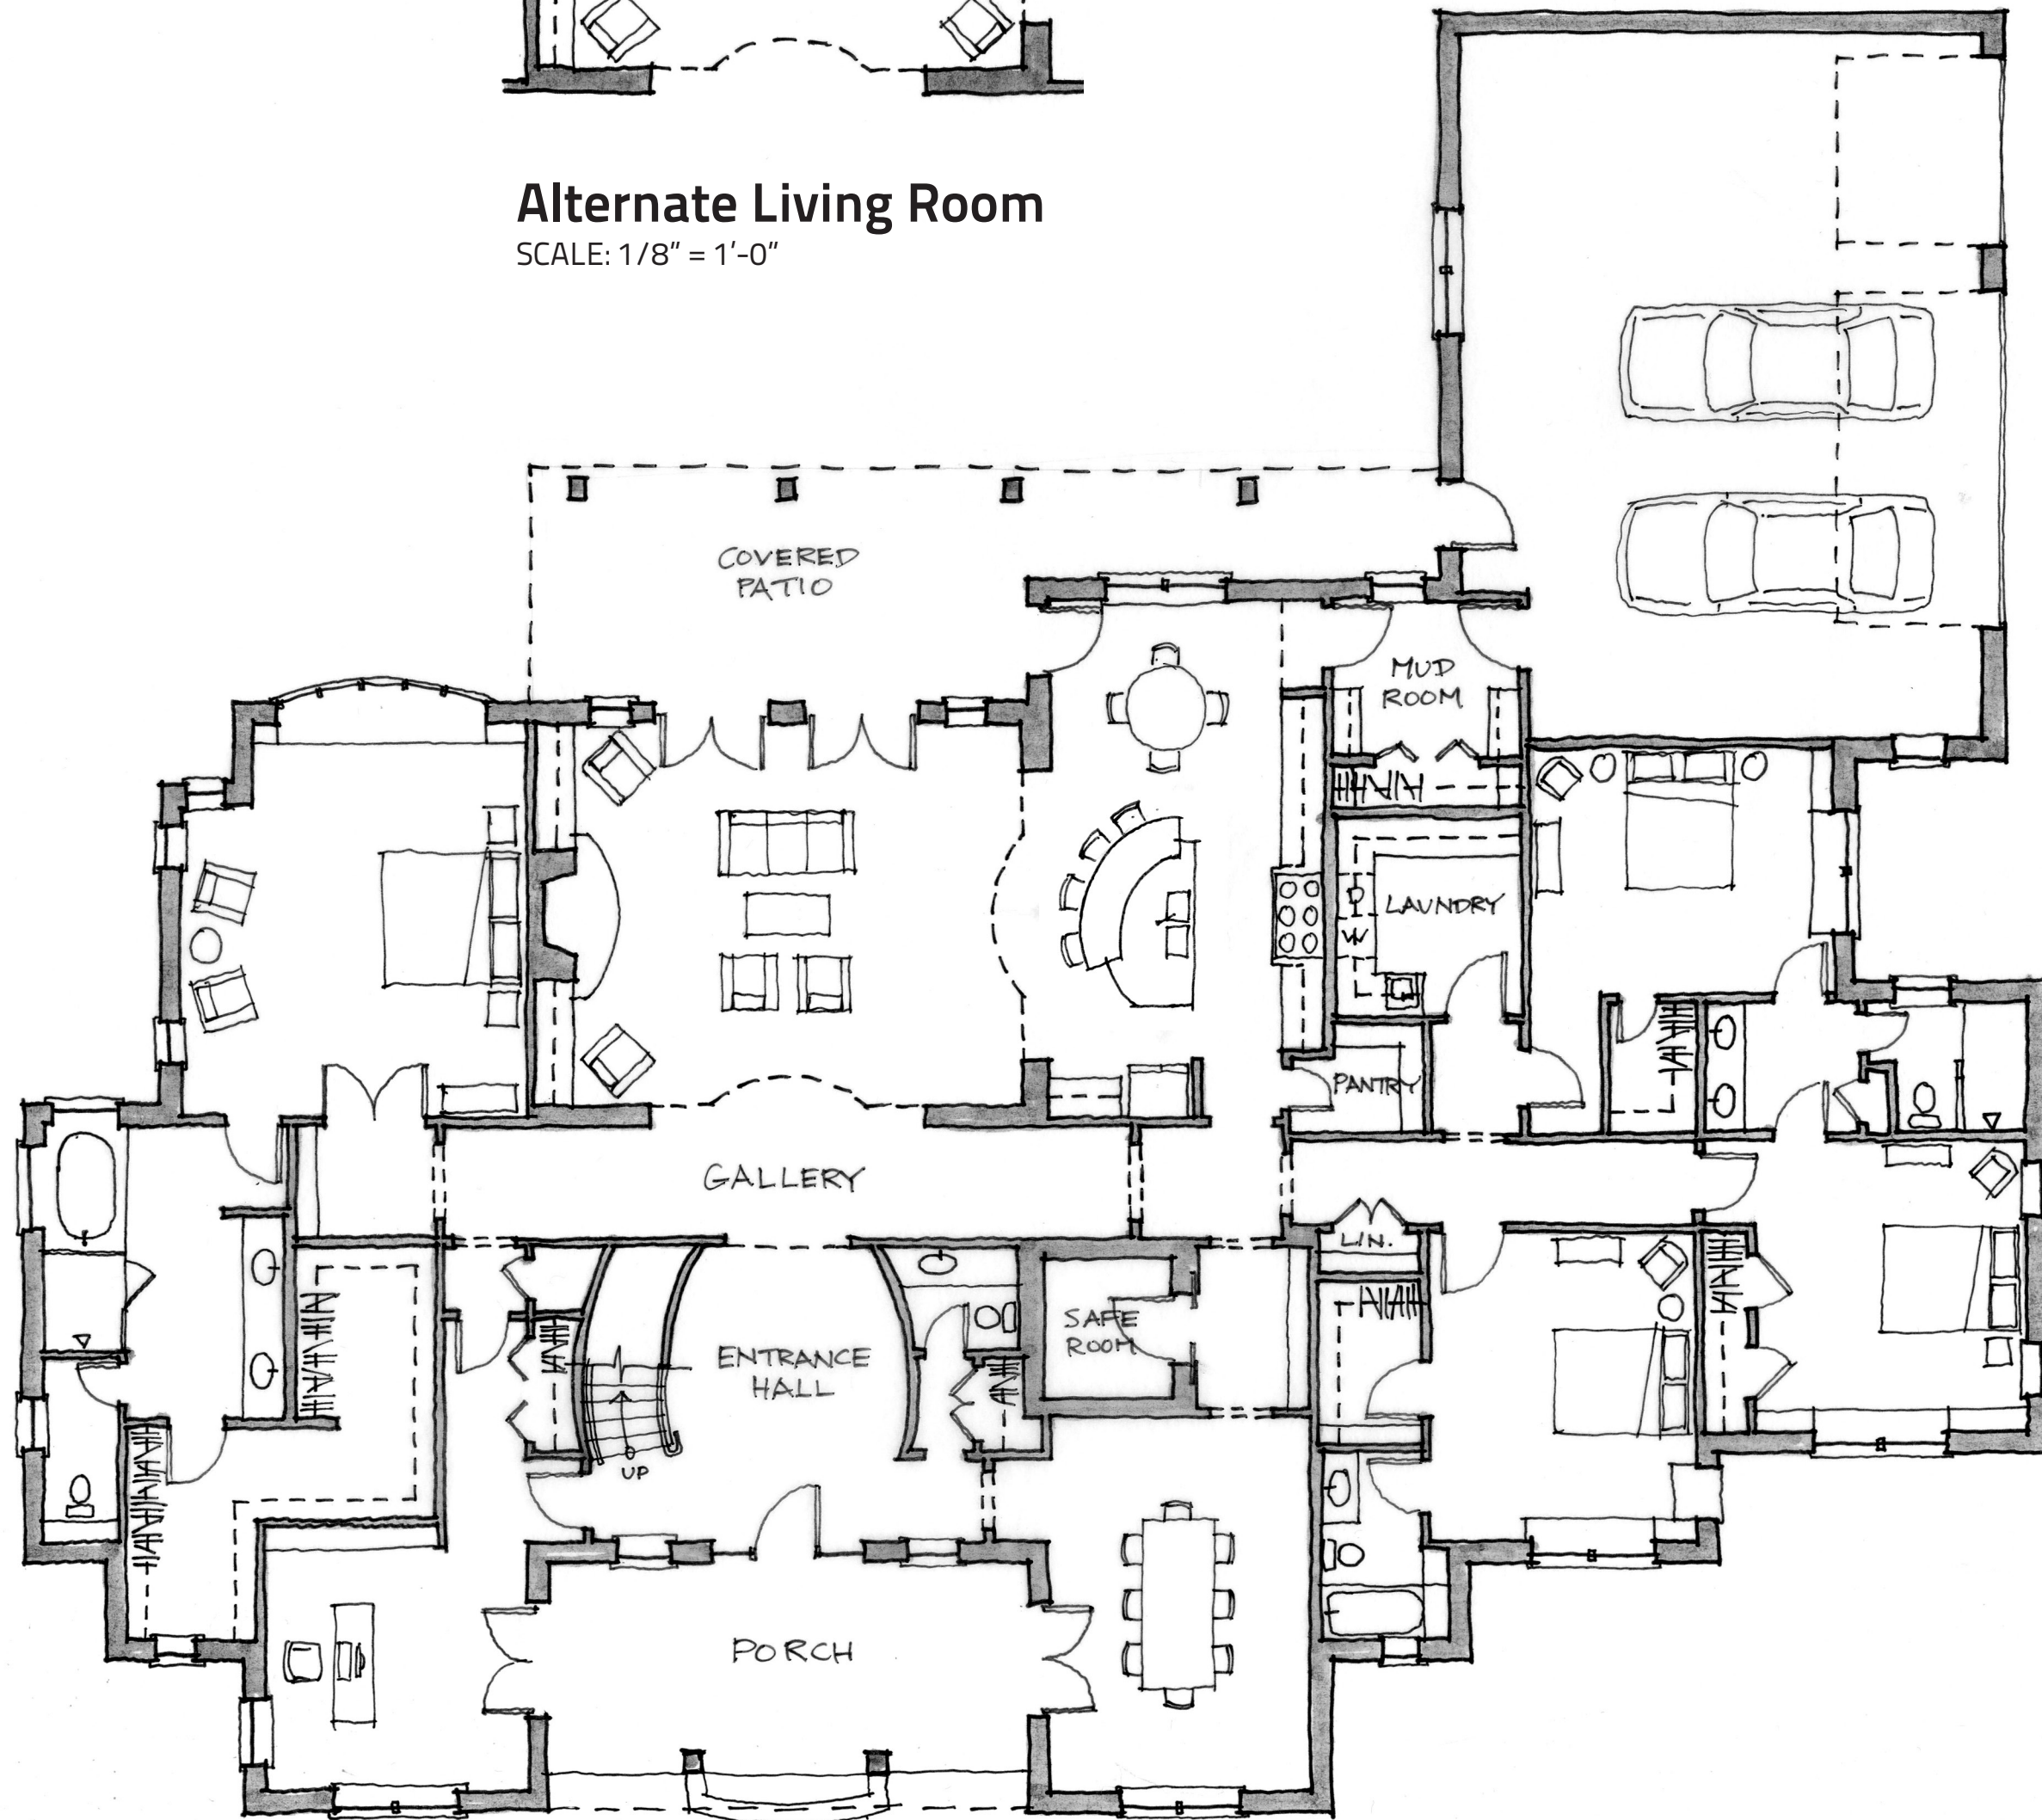 Alternate Living Room
SCALE: 1/8" = 1'-0"
COVERED
PATIO
MUD
ROOM
D
W
LAUNDRY
PANTRY
GALLERY
LIN.
SAFE
ROOM
ENTRANCE
HALL
UP
PORCH